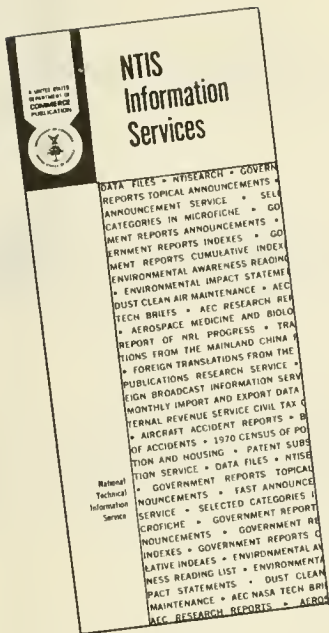 A UNITED STATES
DEPARTMENT OF
COMMERCE
PUBLICATION
NTIS
Information
Services
DATA FILES • NTISEARCH • GOVERN
REPORTS TOPICAL ANNOUNCEMENTS •
ANNOUNCEMENT SERVICE • SELE
CATEGORIES IN MICROFICHE • GO
MENT REPORTS ANNOUNCEMENTS •
ERNMENT REPORTS INDEXES • GO
MENT REPORTS CUMULATIVE INDEX
ENVIRONMENTAL AWARENESS READING
• ENVIRONMENTAL IMPACT STATEME
DUST CLEAN AIR MAINTENANCE • AEC
TECH BRIEFS • AEC RESEARCH REP
• AEROSPACE MEDICINE AND BIOLO
REPORT OF NRL PROGRESS • TRA
TIONS FROM THE MAINLAND CHINA
• FOREIGN TRANSLATIONS FROM THE
PUBLICATIONS RESEARCH SERVICE •
EIGN BROADCAST INFORMATION SERV
MONTHLY IMPORT AND EXPORT DATA
TERNAL REVENUE SERVICE CIVIL TAX
• AIRCRAFT ACCIDENT REPORTS • B
OF ACCIDENTS • 1970 CENSUS OF PO
TION AND HOUSING • PATENT SUBS
TION SERVICE • DATA FILES • NTISE
• GOVERNMENT REPORTS TOPICAL
NOUNCEMENTS • FAST ANNOUNCE
SERVICE • SELECTED CATEGORIES I
CROFICHE • GOVERNMENT REPORT
NOUNCEMENTS • GOVERNMENT RE
INDEXES • GOVERNMENT REPORTS C
LATIVE INDEXES • ENVIRONMENTAL AW
NESS READING LIST • ENVIRONMENTA
PACT STATEMENTS • DUST CLEAN
MAINTENANCE • AEC NASA TECH BRI
AEC RESEARCH REPORTS • AEROS
National
Technical
Information
Service